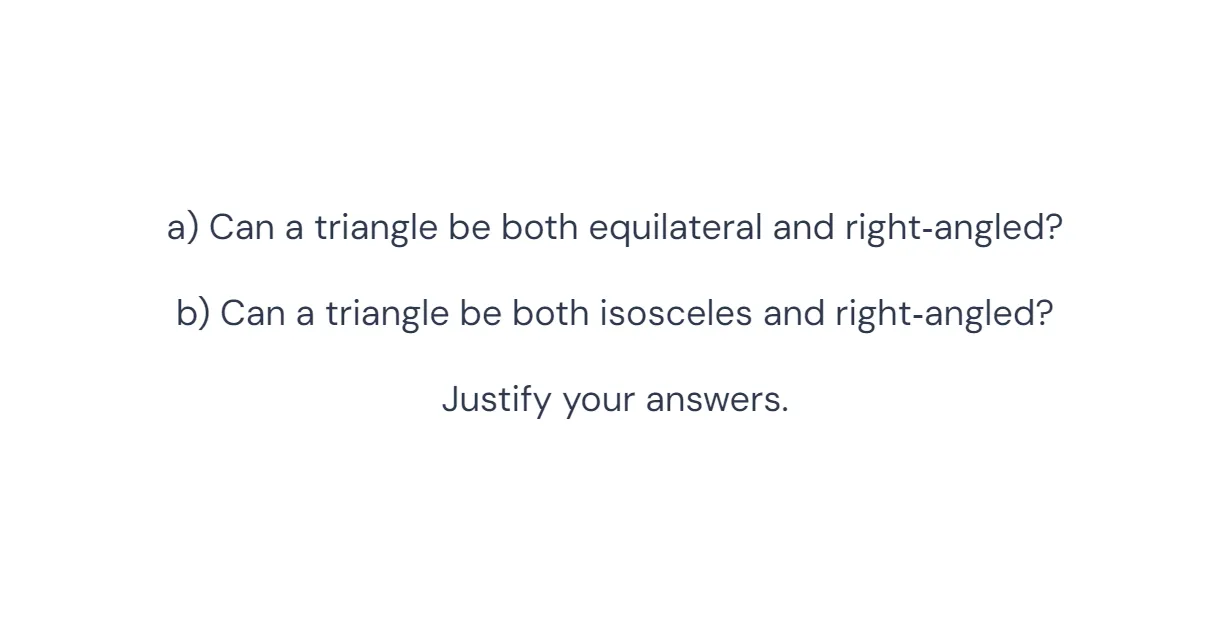 a) Can a triangle be both equilateral and right-angled?
b) Can a triangle be both isosceles and right-angled?
Justify your answers.